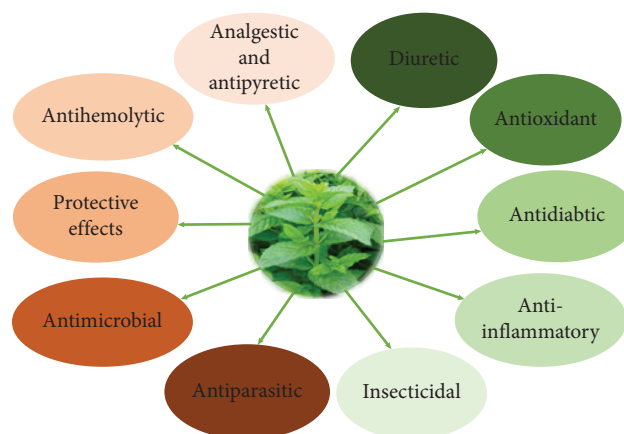 Analgestic
and
antipyretic
Diuretic
Antihemolytic
Antioxidant
Protective
effects
Antidiabtic
Antimicrobial
Anti-
inflammatory
Antiparasitic
Insecticidal